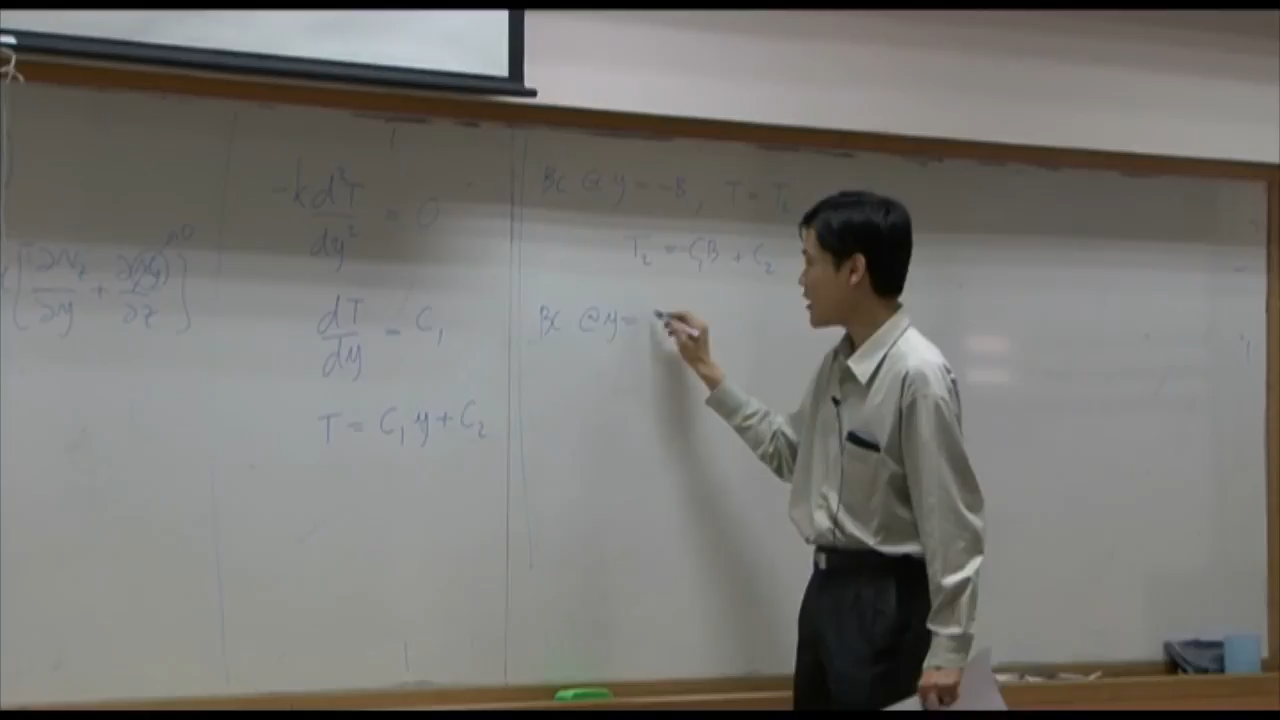 -k d²T/dy² = 0
dT/dy = C₁
T = C₁y + C₂
BC @ y = -B, T = T₂
T₂ = -C₁B + C₂
BC @ y =